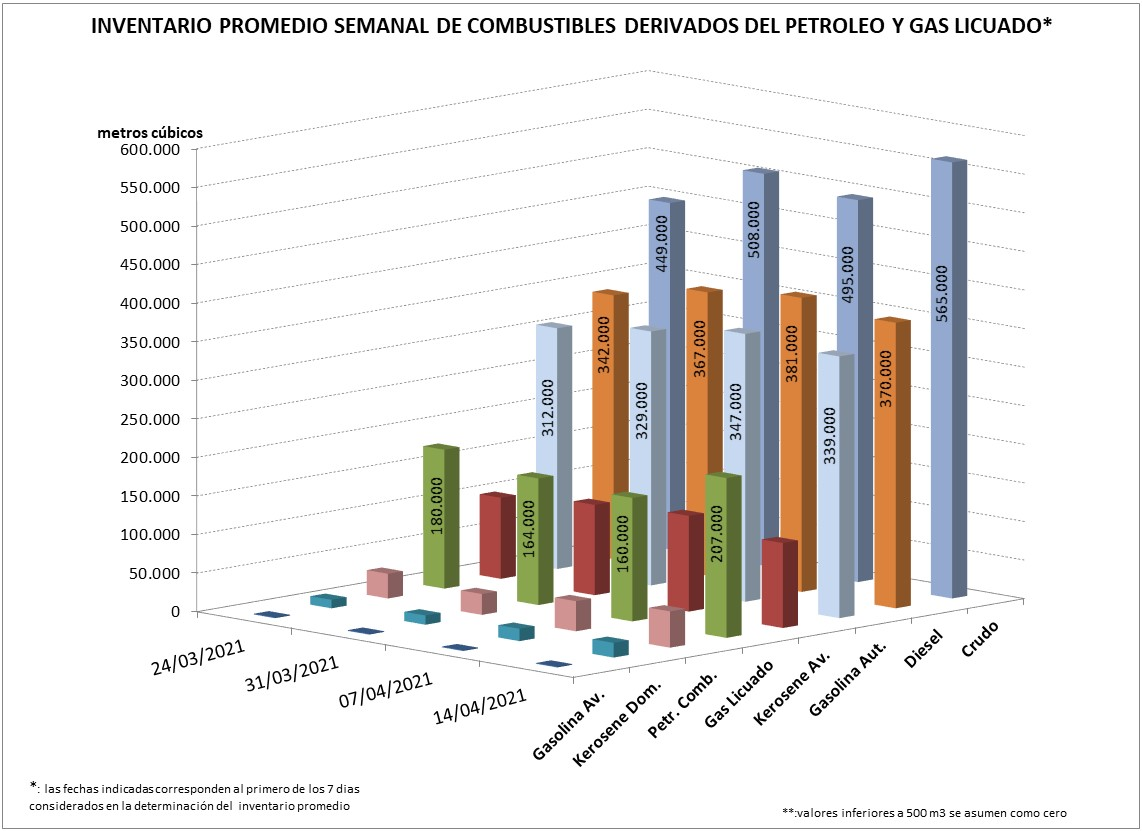 INVENTARIO PROMEDIO SEMANAL DE COMBUSTIBLES DERIVADOS DEL PETROLEO Y GAS LICUADO*
metros cúbicos
600.000
550.000
500.000
450.000
400.000
350.000
300.000
250.000
200.000
150.000
100.000
50.000
0
449.000
508.000
495.000
565.000
342.000
367.000
381.000
370.000
312.000
329.000
347.000
339.000
180.000
164.000
160.000
207.000
24/03/2021
31/03/2021
07/04/2021
14/04/2021
Gasolina Av.
Kerosene Dom.
Petr. Comb.
Gas Licuado
Kerosene Av.
Gasolina Aut.
Diesel
Crudo
*: las fechas indicadas corresponden al primero de los 7 dias
considerados en la determinación del inventario promedio
**:valores inferiores a 500 m3 se asumen como cero